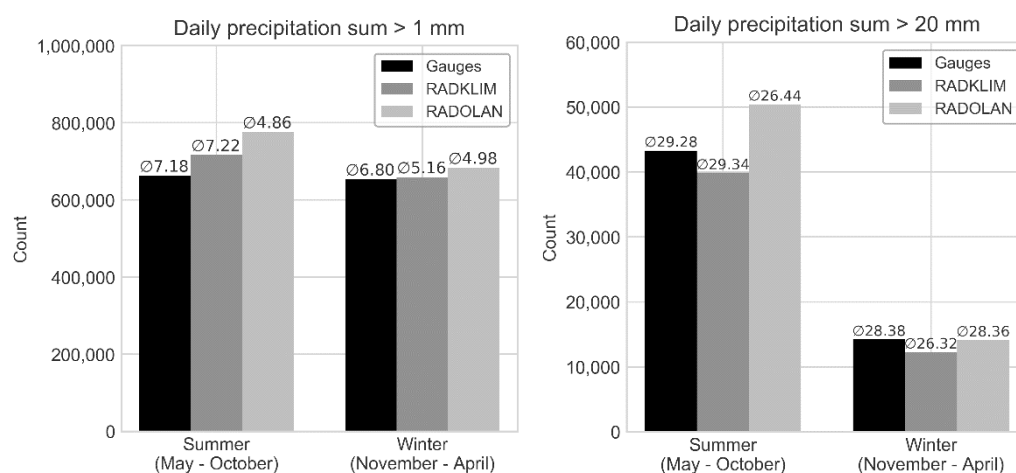 Daily precipitation sum > 1 mm
1,000,000
800,000
600,000
400,000
200,000
0
Count
Gauges
RADKLIM
RADOLAN
∅7.18
∅7.22
∅4.86
∅6.80
∅5.16
∅4.98
Summer
(May - October)
Winter
(November - April)
Daily precipitation sum > 20 mm
60,000
50,000
40,000
30,000
20,000
10,000
0
Count
Gauges
RADKLIM
RADOLAN
∅29.28
∅29.34
∅26.44
∅28.38
∅26.32
∅28.36
Summer
(May - October)
Winter
(November - April)